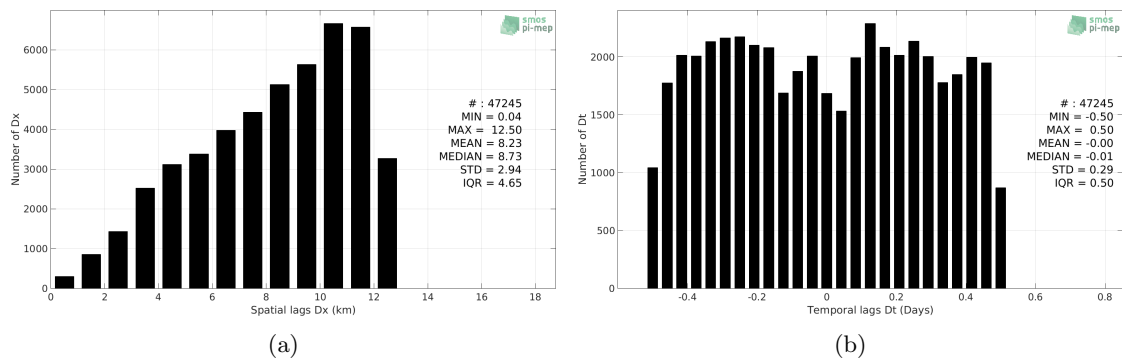 smos
pi-mep
6000
5000
4000
3000
2000
1000
0
Number of Dx
# : 47245
MIN = 0.04
MAX = 12.50
MEAN = 8.23
MEDIAN = 8.73
STD = 2.94
IQR = 4.65
0 2 4 6 8 10 12 14 16 18
Spatial lags Dx (km)
(a)
smos
pi-mep
2000
1500
1000
500
0
Number of Dt
# : 47245
MIN = -0.50
MAX = 0.50
MEAN = -0.00
MEDIAN = -0.01
STD = 0.29
IQR = 0.50
-0.4 -0.2 0 0.2 0.4 0.6 0.8
Temporal lags Dt (Days)
(b)